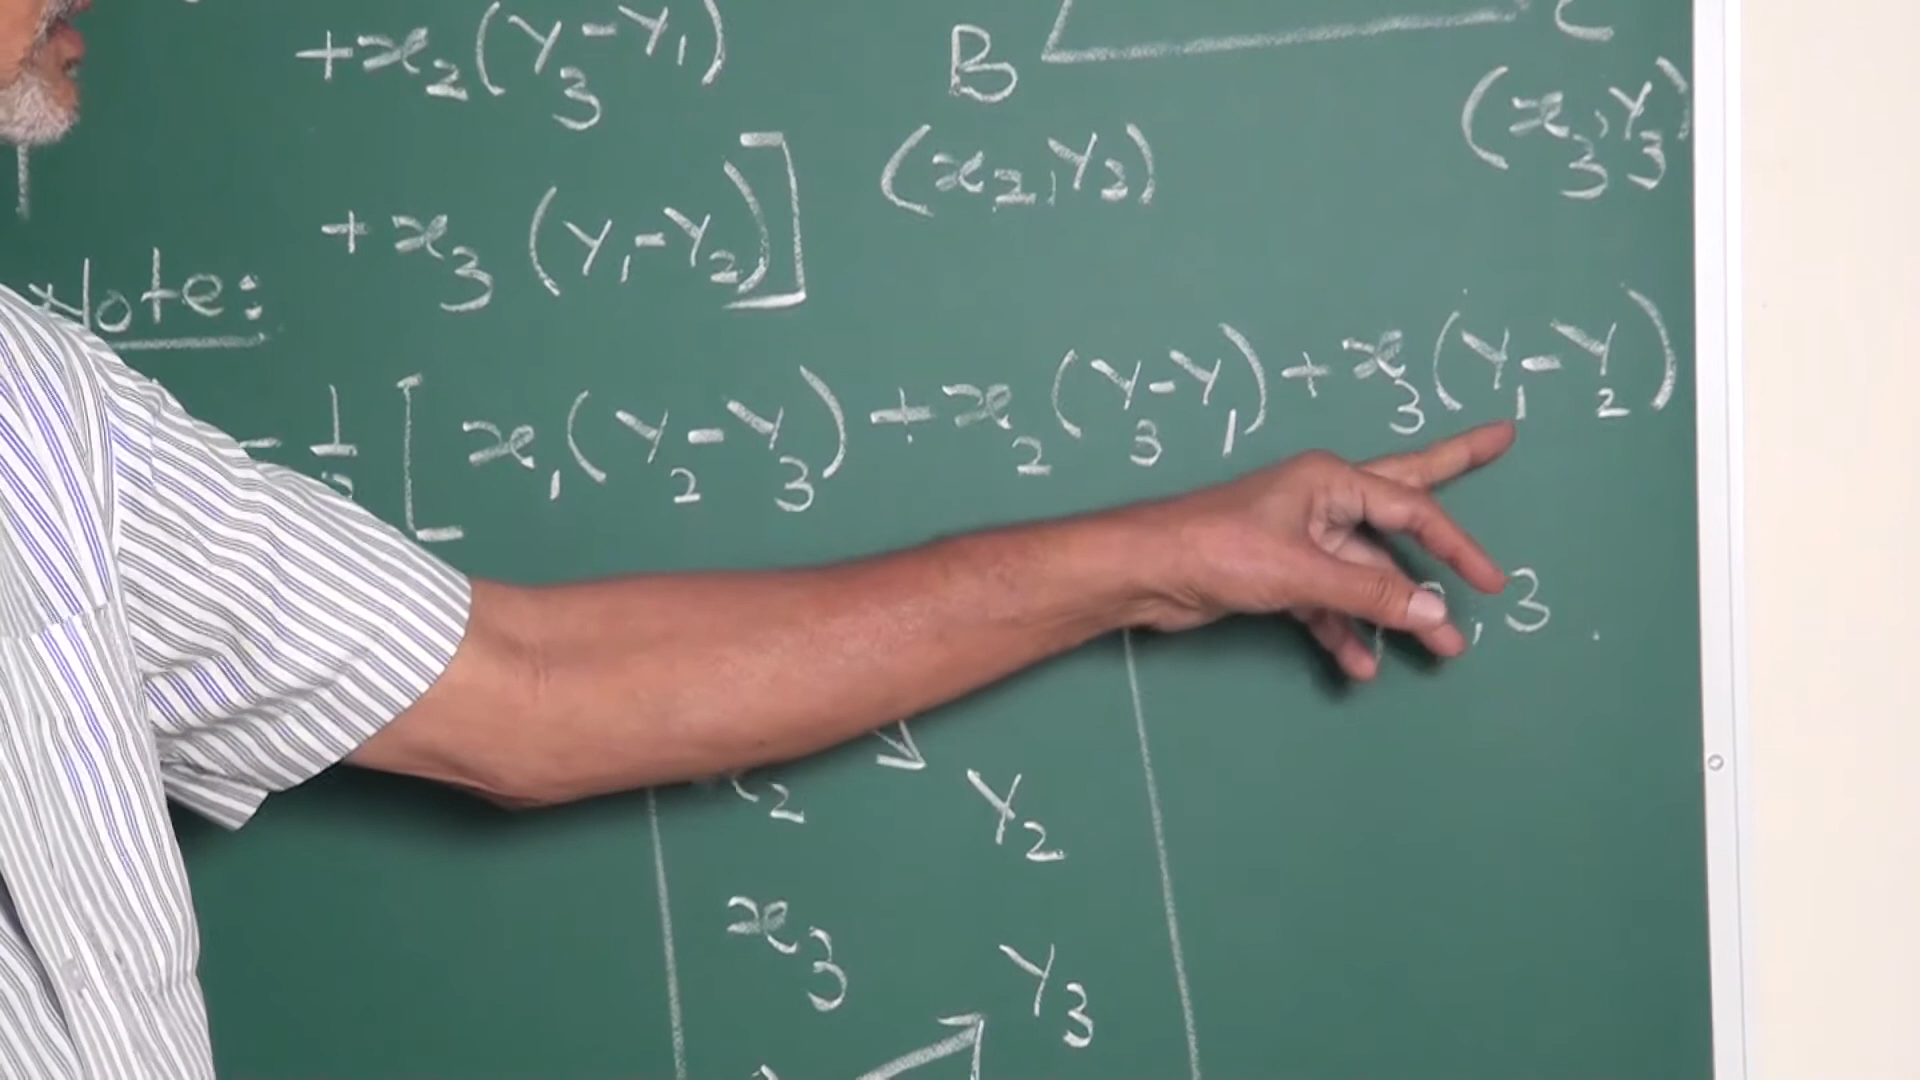 +x₂(Y₃-Y₁)
B
C
(x₃,Y₃)
(x₂,Y₂)
+x₃(Y₁-Y₂)]
Note:
= 1/2 [x₁(Y₂-Y₃)+x₂(Y₃-Y₁)+x₃(Y₁-Y₂)
, 3
x₂
Y₂
x₃
Y₃